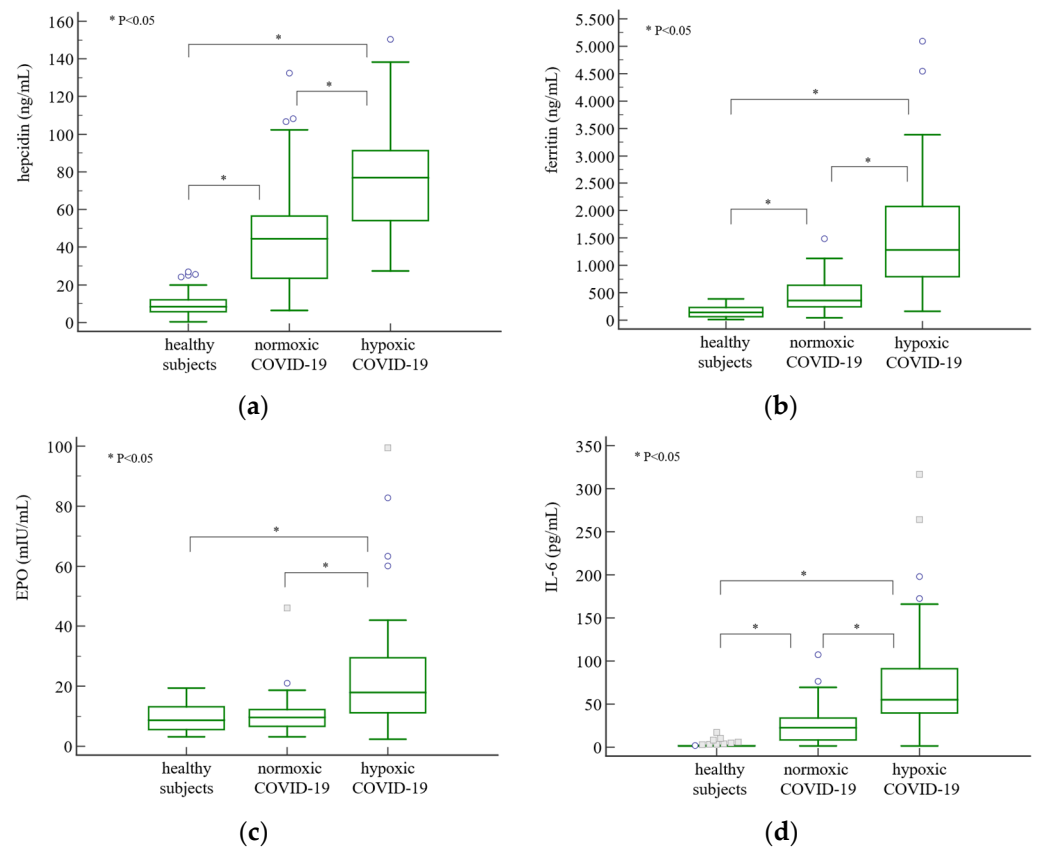 * P<0.05
hepcidin (ng/mL)
160
140
120
100
80
60
40
20
0
*
*
*
healthy subjects
normoxic COVID-19
hypoxic COVID-19
(a)
* P<0.05
ferritin (ng/mL)
5.500
5.000
4.500
4.000
3.500
3.000
2.500
2.000
1.500
1.000
500
0
*
*
*
healthy subjects
normoxic COVID-19
hypoxic COVID-19
(b)
* P<0.05
EPO (mIU/mL)
100
80
60
40
20
0
*
*
healthy subjects
normoxic COVID-19
hypoxic COVID-19
(c)
* P<0.05
IL-6 (pg/mL)
350
300
250
200
150
100
50
0
*
*
*
healthy subjects
normoxic COVID-19
hypoxic COVID-19
(d)